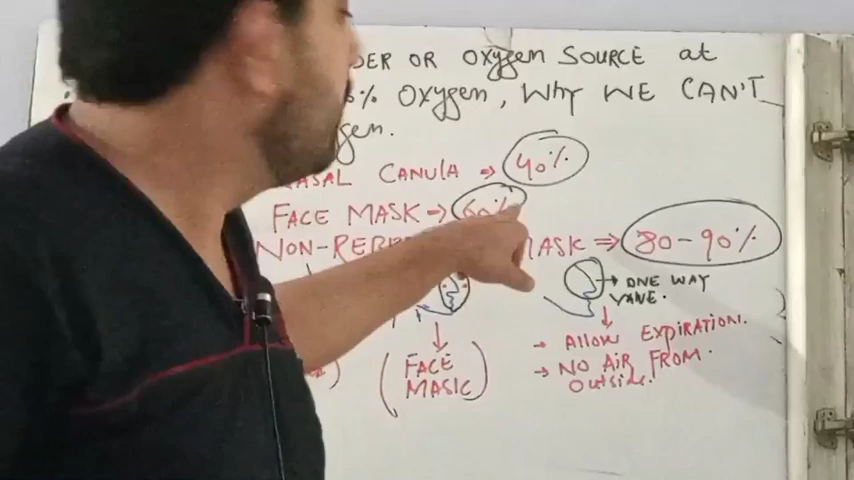 DER OR OXygen SOURCE at
% OXygen, Why WE CAN'T
gen.
ASAL CANULA → 40%
FACE MASK → 60%
NON-REBR MASK ⇒ 80-90%
→ ONE WAY
VANE.
→ ALLOW EXPIRATION.
→ NO AIR FROM
OUTSIDE.
(FACE
MASK)